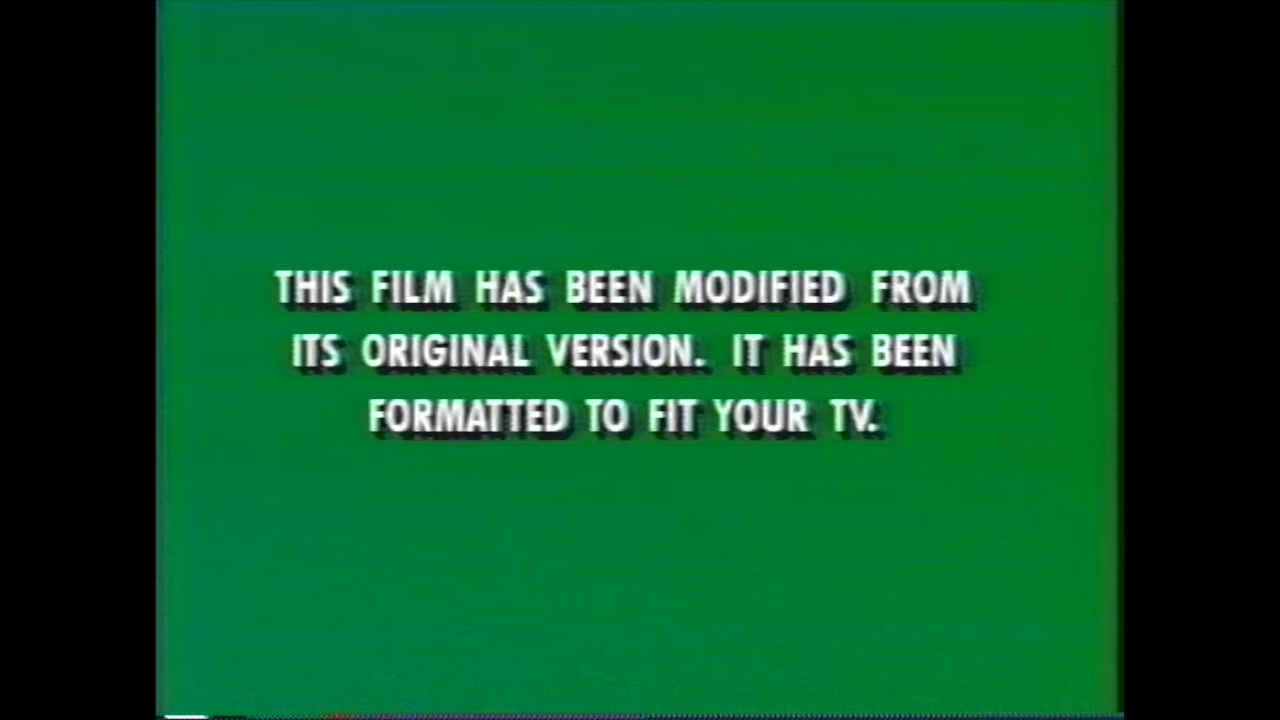 THIS FILM HAS BEEN MODIFIED FROM
ITS ORIGINAL VERSION. IT HAS BEEN
FORMATTED TO FIT YOUR TV.